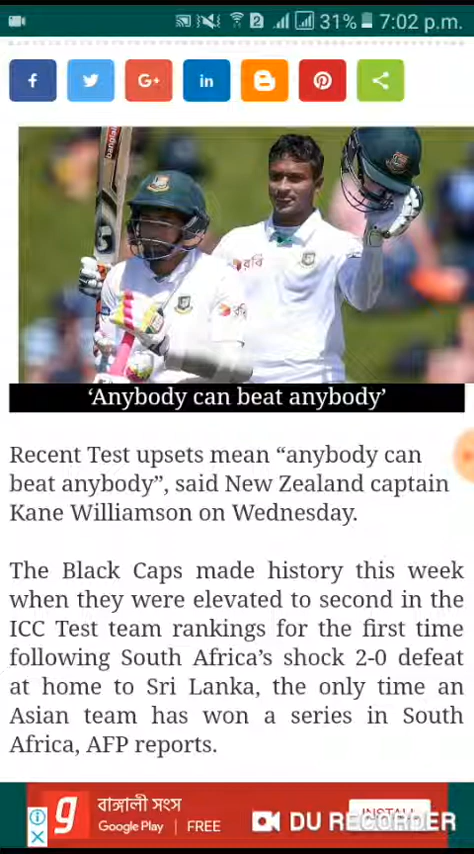 2 31% 7:02 p.m.
f G+ in
‘Anybody can beat anybody’
Recent Test upsets mean “anybody can
beat anybody”, said New Zealand captain
Kane Williamson on Wednesday.
The Black Caps made history this week
when they were elevated to second in the
ICC Test team rankings for the first time
following South Africa’s shock 2-0 defeat
at home to Sri Lanka, the only time an
Asian team has won a series in South
Africa, AFP reports.
বাঙ্গালী সংস
Google Play | FREE
INSTALL
DU RECORDER